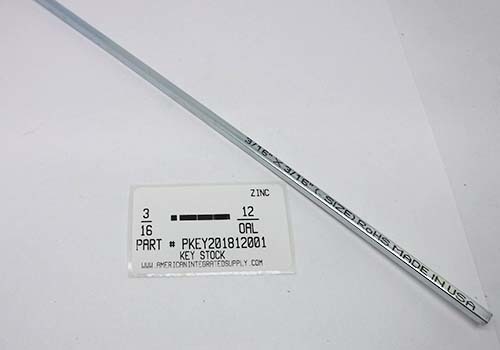 3/16" X 3/16" ( SIZE) RoHS MADE IN USA
ZINC
3 12
16 OAL
PART # PKEY201812001
KEY STOCK
WWW.AMERICANINTEGRATEDSUPPLY.COM